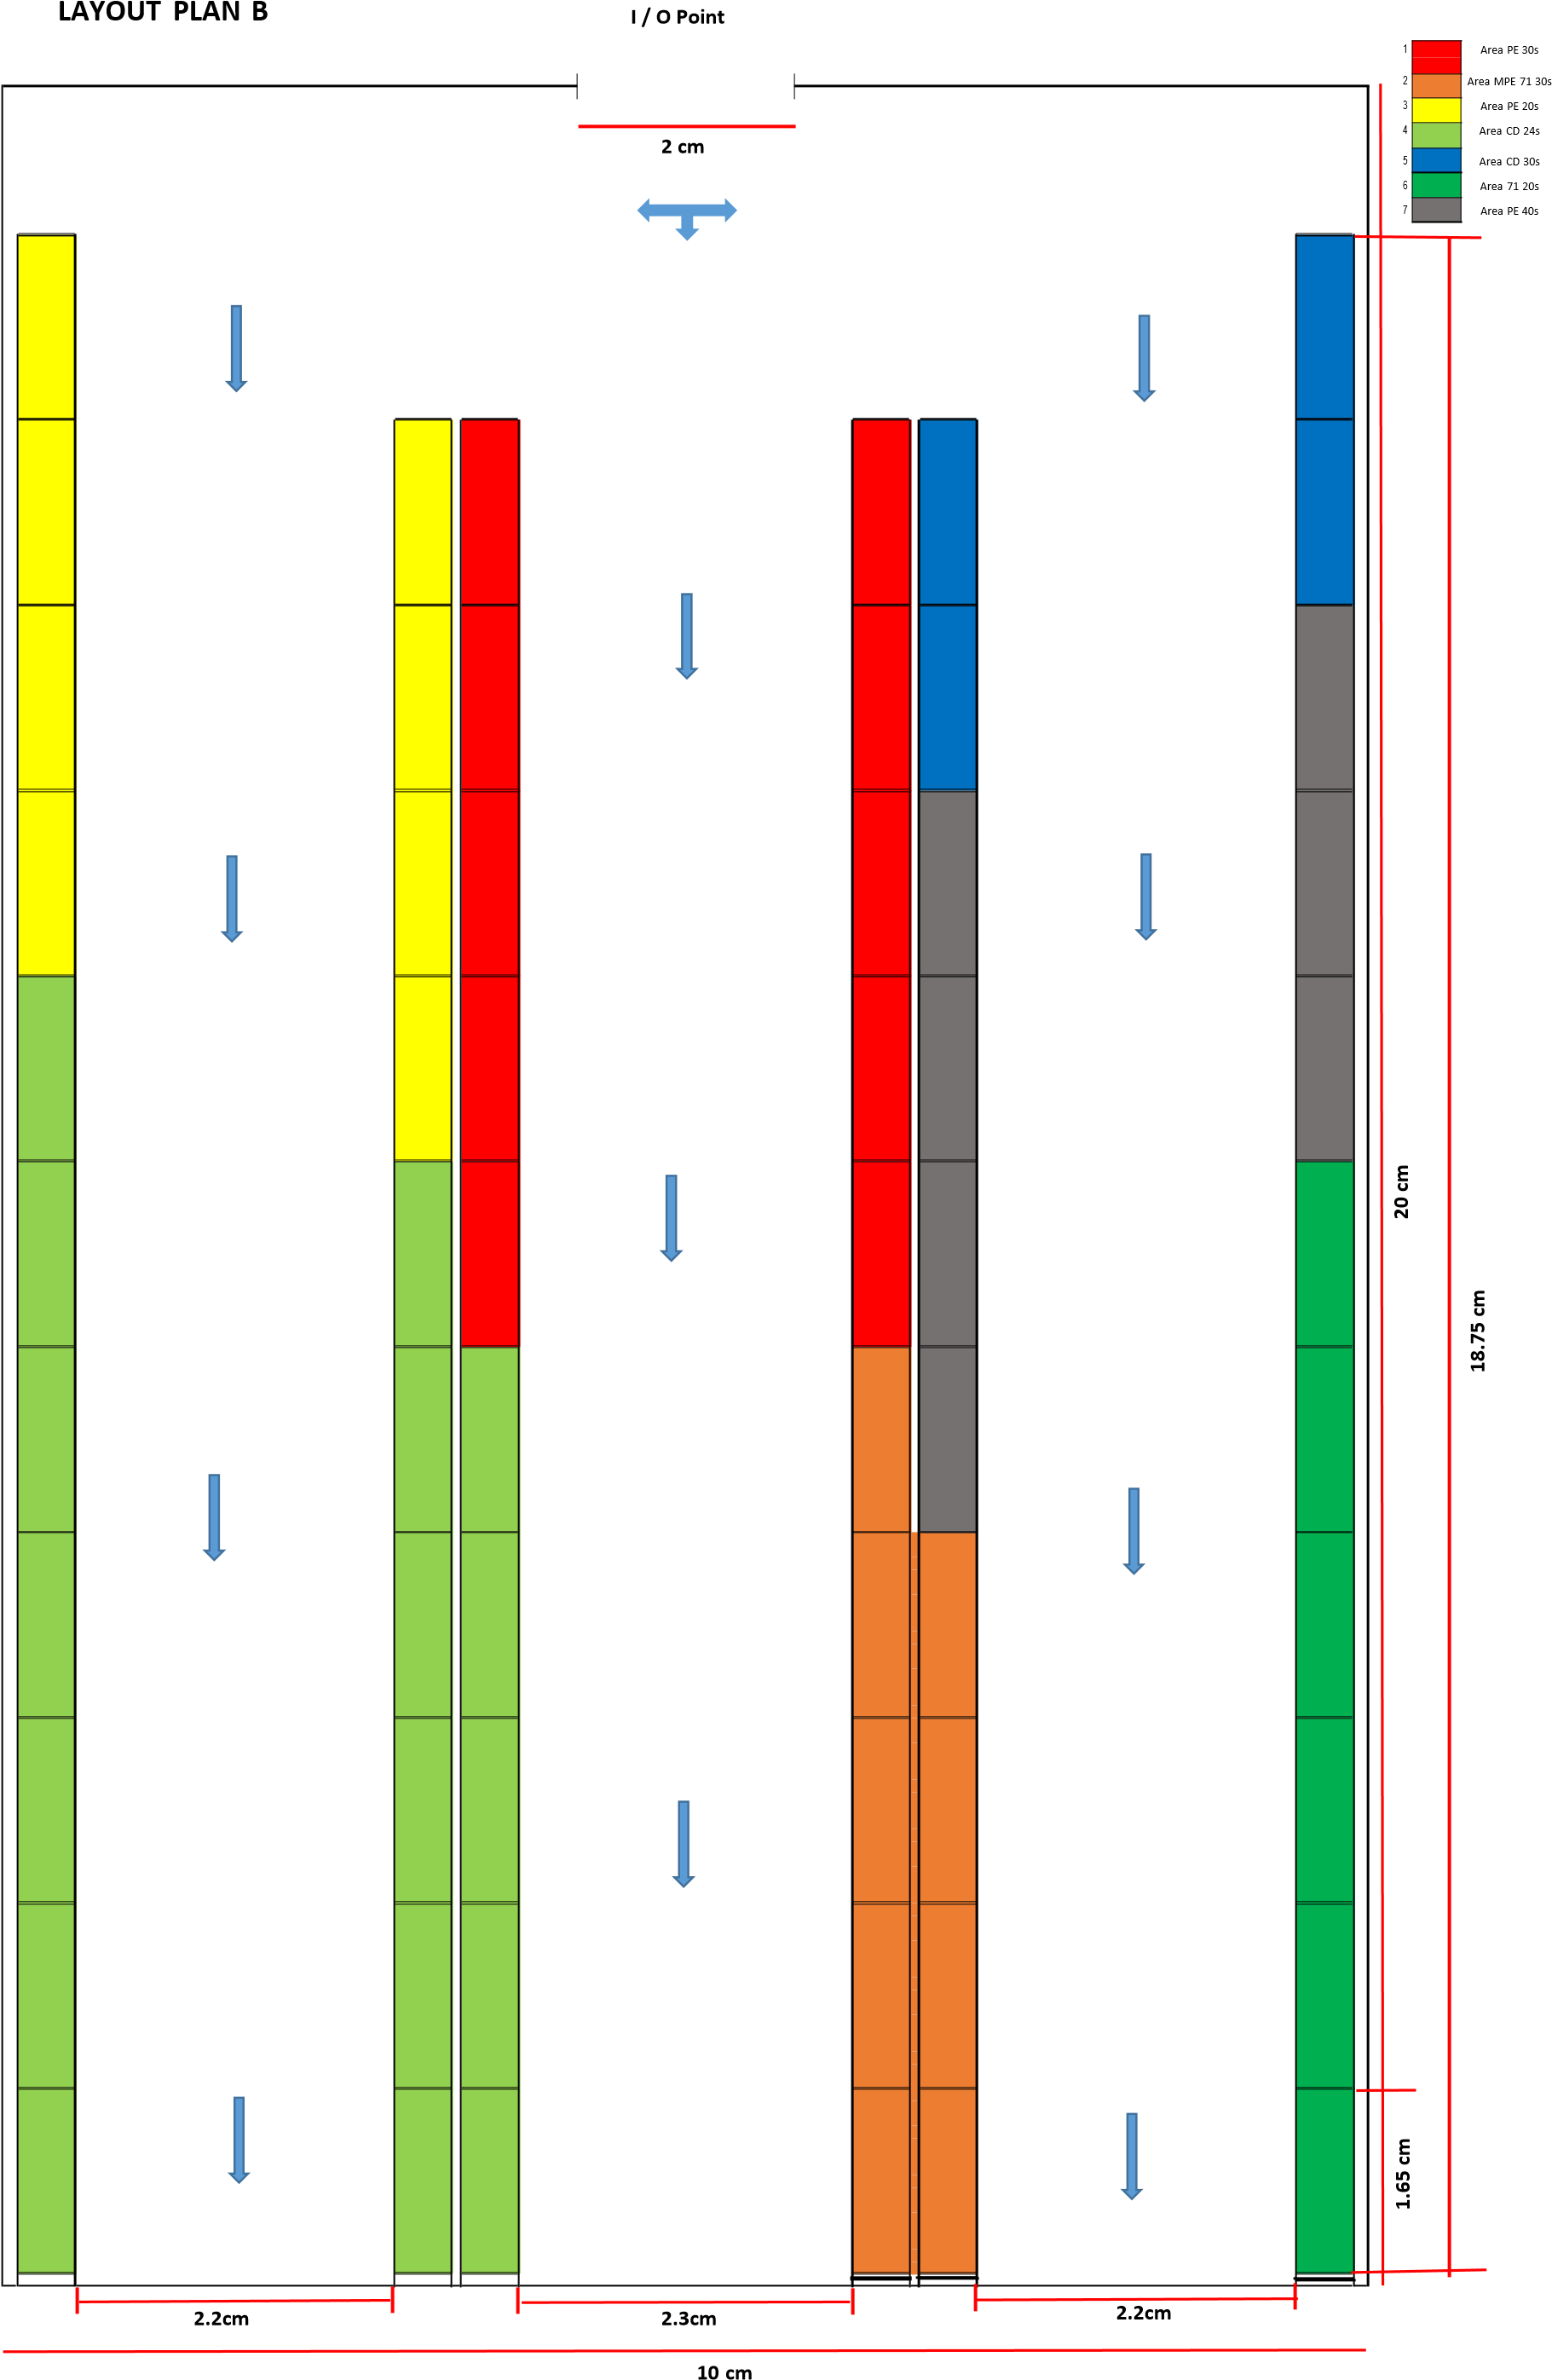 LAYOUT PLAN B
I / O Point
2 cm
1 Area PE 30s
2 Area MPE 71 30s
3 Area PE 20s
4 Area CD 24s
5 Area CD 30s
6 Area 71 20s
7 Area PE 40s
20 cm
18.75 cm
1.65 cm
2.2cm
2.3cm
2.2cm
10 cm